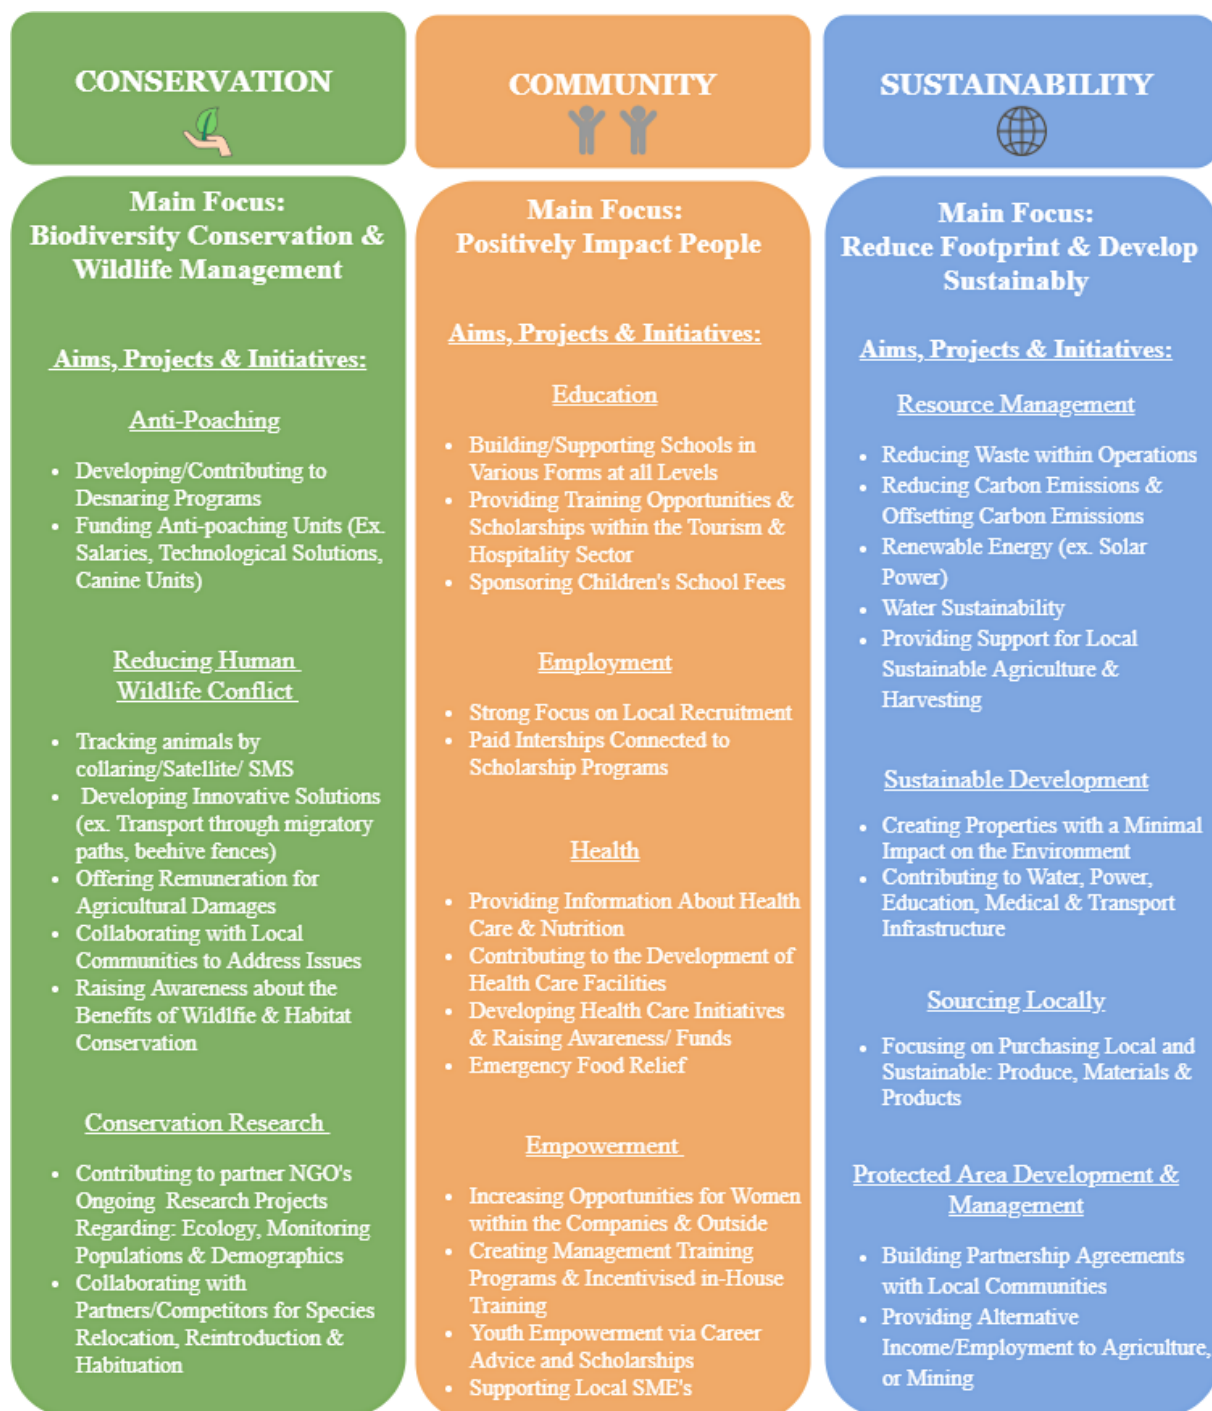 CONSERVATION
Main Focus:
Biodiversity Conservation &
Wildlife Management
Aims, Projects & Initiatives:
Anti-Poaching
• Developing/Contributing to
Desnaring Programs
• Funding Anti-poaching Units (Ex.
Salaries, Technological Solutions,
Canine Units)
Reducing Human
Wildlife Conflict
• Tracking animals by
collaring/Satellite/ SMS
• Developing Innovative Solutions
(ex. Transport through migratory
paths, beehive fences)
• Offering Remuneration for
Agricultural Damages
• Collaborating with Local
Communities to Address Issues
• Raising Awareness about the
Benefits of Wildlfie & Habitat
Conservation
Conservation Research
• Contributing to partner NGO's
Ongoing Research Projects
Regarding: Ecology, Monitoring
Populations & Demographics
• Collaborating with
Partners/Competitors for Species
Relocation, Reintroduction &
Habituation
COMMUNITY
Main Focus:
Positively Impact People
Aims, Projects & Initiatives:
Education
• Building/Supporting Schools in
Various Forms at all Levels
• Providing Training Opportunities &
Scholarships within the Tourism &
Hospitality Sector
• Sponsoring Children's School Fees
Employment
• Strong Focus on Local Recruitment
• Paid Interships Connected to
Scholarship Programs
Health
• Providing Information About Health
Care & Nutrition
• Contributing to the Development of
Health Care Facilities
• Developing Health Care Initiatives
& Raising Awareness/ Funds
• Emergency Food Relief
Empowerment
• Increasing Opportunities for Women
within the Companies & Outside
• Creating Management Training
Programs & Incentivised in-House
Training
• Youth Empowerment via Career
Advice and Scholarships
• Supporting Local SME's
SUSTAINABILITY
Main Focus:
Reduce Footprint & Develop
Sustainably
Aims, Projects & Initiatives:
Resource Management
• Reducing Waste within Operations
• Reducing Carbon Emissions &
Offsetting Carbon Emissions
• Renewable Energy (ex. Solar
Power)
• Water Sustainability
• Providing Support for Local
Sustainable Agriculture &
Harvesting
Sustainable Development
• Creating Properties with a Minimal
Impact on the Environment
• Contributing to Water, Power,
Education, Medical & Transport
Infrastructure
Sourcing Locally
• Focusing on Purchasing Local and
Sustainable: Produce, Materials &
Products
Protected Area Development &
Management
• Building Partnership Agreements
with Local Communities
• Providing Alternative
Income/Employment to Agriculture,
or Mining